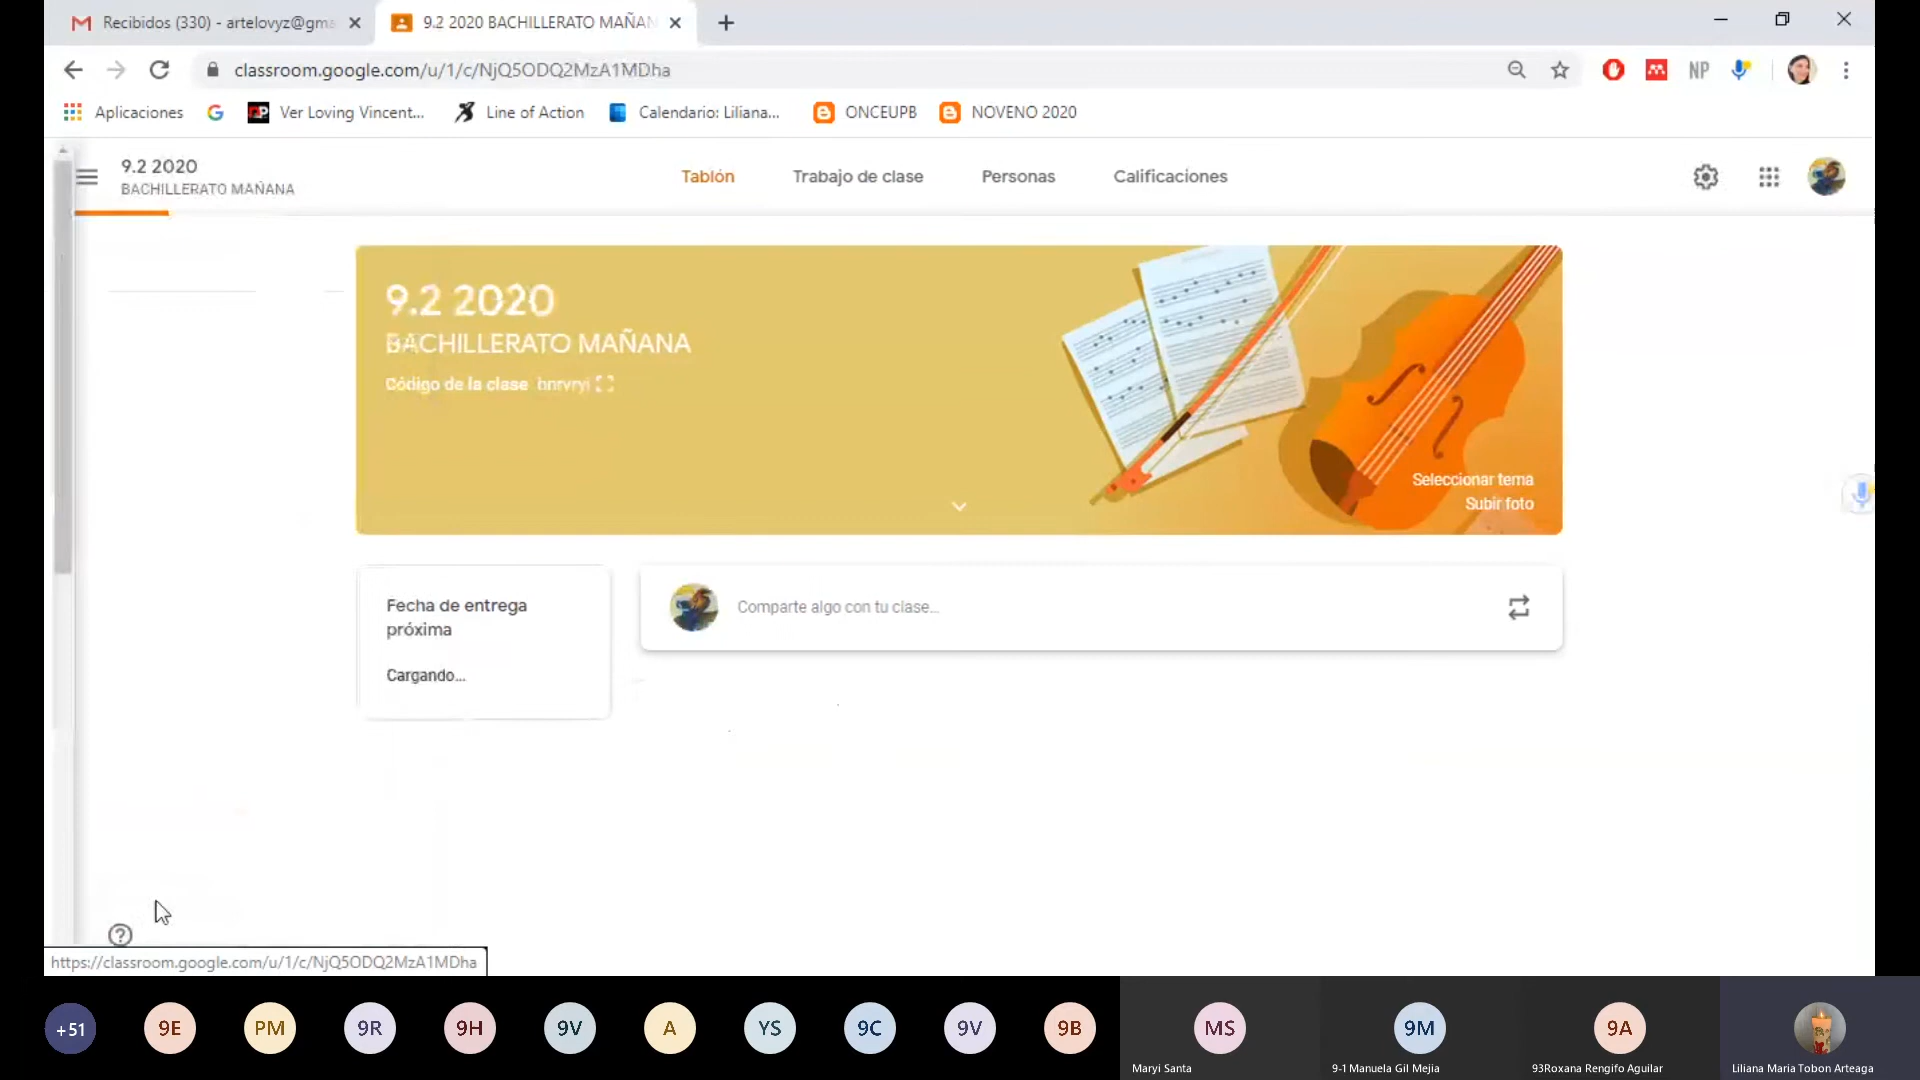 Recibidos (330) - artelovyz@gma
9.2 2020 BACHILLERATO MAÑAN
classroom.google.com/u/1/c/NjQ5ODQ2MzA1MDha
NP
Aplicaciones
Ver Loving Vincent...
Line of Action
Calendario: Liliana...
ONCEUPB
NOVENO 2020
9.2 2020
BACHILLERATO MAÑANA
Tablón
Trabajo de clase
Personas
Calificaciones
9.2 2020
BACHILLERATO MAÑANA
Código de la clase bnrvryi
Seleccionar tema
Subir foto
Fecha de entrega
próxima
Cargando...
Comparte algo con tu clase...
https://classroom.google.com/u/1/c/NjQ5ODQ2MzA1MDha
+51
9E
PM
9R
9H
9V
A
YS
9C
9V
9B
MS
9M
9A
Maryi Santa
9-1 Manuela Gil Mejia
93Roxana Rengifo Aguilar
Liliana Maria Tobon Arteaga